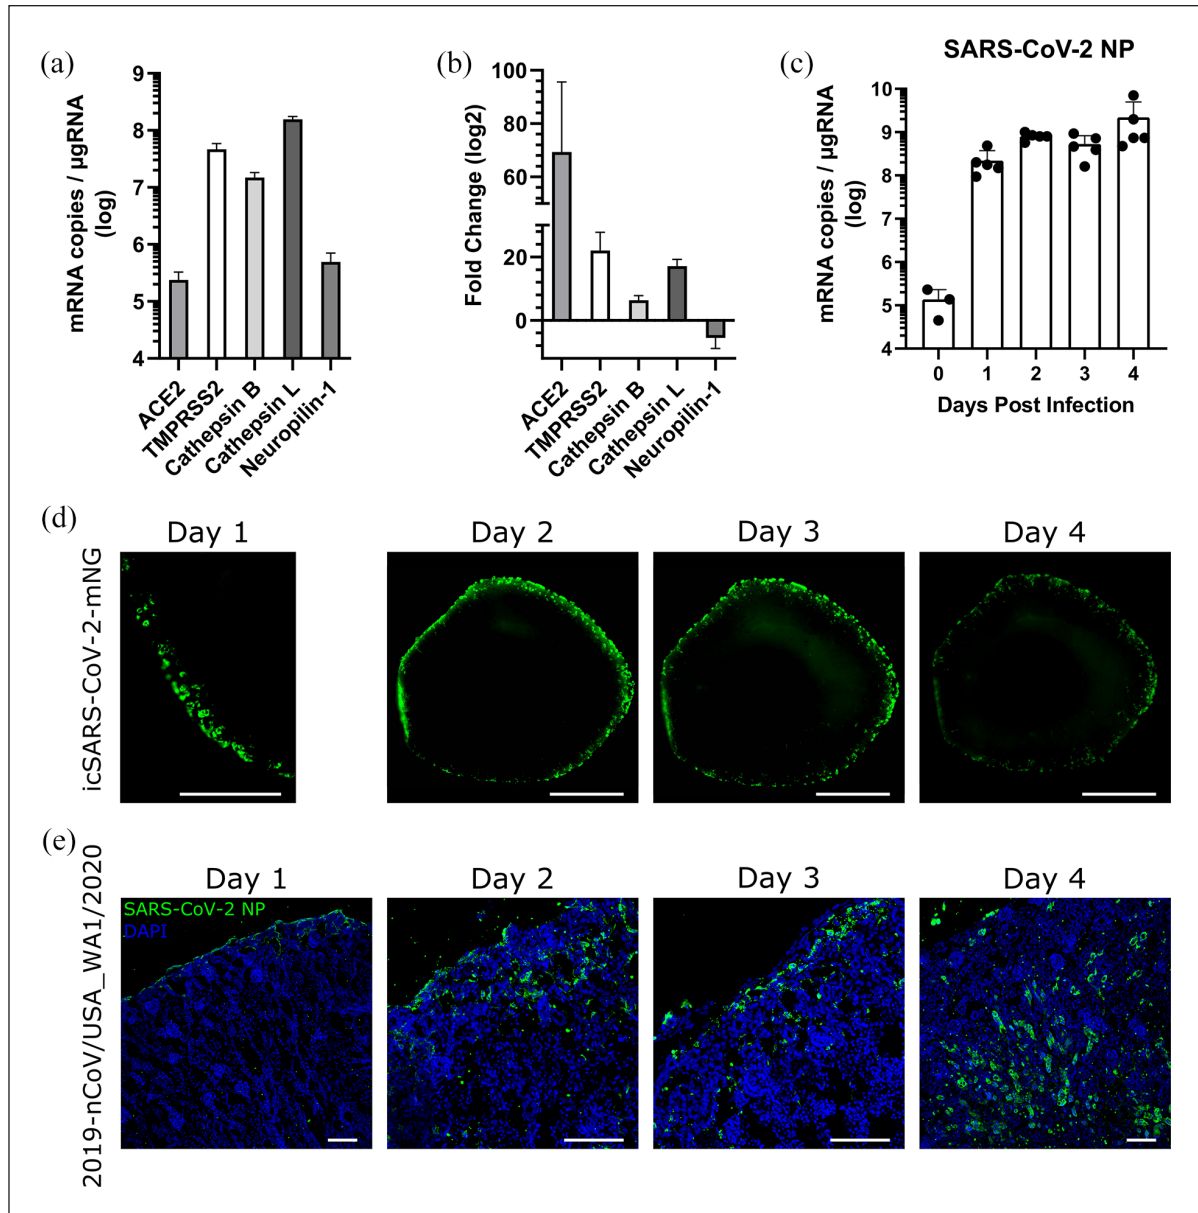 (a)
mRNA copies / µgRNA
(log)
9
8
7
6
5
4
ACE2
TMPRSS2
Cathepsin B
Cathepsin L
Neuropilin-1
(b)
Fold Change (log2)
100
80
60
20
0
ACE2
TMPRSS2
Cathepsin B
Cathepsin L
Neuropilin-1
(c)
SARS-CoV-2 NP
mRNA copies / µgRNA
(log)
10
9
8
7
6
5
4
0 1 2 3 4
Days Post Infection
(d)
Day 1 Day 2 Day 3 Day 4
icSARS-CoV-2-mNG
(e)
Day 1 Day 2 Day 3 Day 4
2019-nCoV/USA_WA1/2020
SARS-CoV-2 NP
DAPI